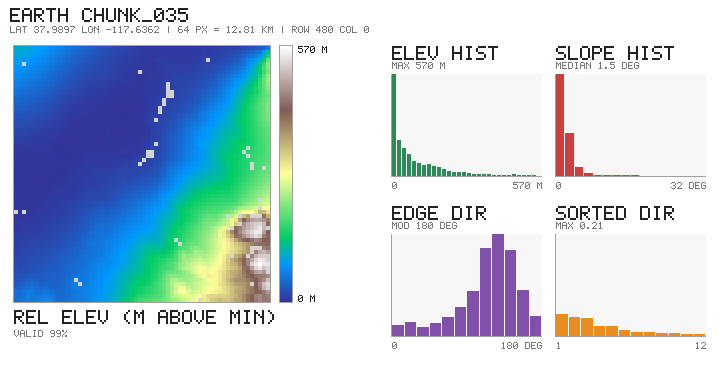 EARTH CHUNK_035
LAT 37.9897 LON -117.6362 | 64 PX = 12.81 KM | ROW 480 COL 0
570 M
0 M
REL ELEV (M ABOVE MIN)
VALID 99%
ELEV HIST
MAX 570 M
0 570 M
SLOPE HIST
MEDIAN 1.5 DEG
0 32 DEG
EDGE DIR
MOD 180 DEG
0 180 DEG
SORTED DIR
MAX 0.21
1 12